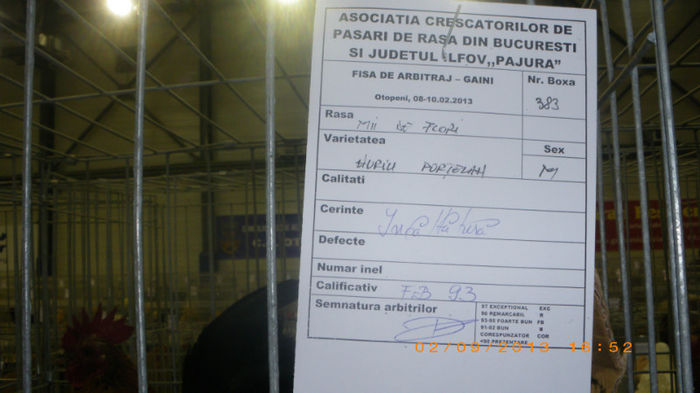 ASOCIATIA CRESCATORILOR DE
PASARI DE RASA DIN BUCURESTI
SI JUDETUL ILFOV,,PAJURA”
FISA DE ARBITRAJ – GAINI
Nr. Boxa
Otopeni, 08-10.02.2013
383
Rasa MII DE FLORI
Varietatea
Sex
AURIU PORȚELAN M
Calitati
Cerinte
Defecte
Numar inel
Calificativ FB 93
Semnatura arbitrilor
97 EXCEPTIONAL EXC
96 REMARCABIL R
93-95 FOARTE BUN FB
91-92 BUN B
CORESPUNZATOR COR
<90 PREZENTARE
02/09/2013 16:52